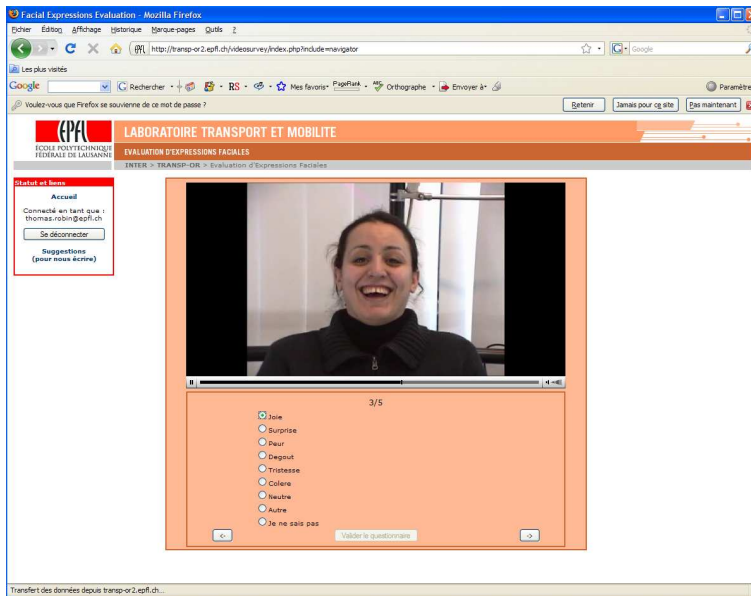 Facial Expressions Evaluation - Mozilla Firefox
Fichier Édition Affichage Historique Marque-pages Outils ?
http://transp-or2.epfl.ch/videosurvey/index.php?include=navigator
Google
Les plus visités
Google Rechercher RS Mes favoris PageRank Orthographe Envoyer à Paramètre
Voulez-vous que Firefox se souvienne de ce mot de passe ? Retenir Jamais pour ce site Pas maintenant
EPFL
ÉCOLE POLYTECHNIQUE
FÉDÉRALE DE LAUSANNE
LABORATOIRE TRANSPORT ET MOBILITE
EVALUATION D'EXPRESSIONS FACIALES
INTER > TRANSP-OR > Evaluation d'Expressions Faciales
Statut et liens
Accueil
Connecté en tant que :
thomas.robin@epfl.ch
Se déconnecter
Suggestions
(pour nous écrire)
3/5
Joie
Surprise
Peur
Degout
Tristesse
Colere
Neutre
Autre
Je ne sais pas
<- Valider le questionnaire ->
Transfert des données depuis transp-or2.epfl.ch...